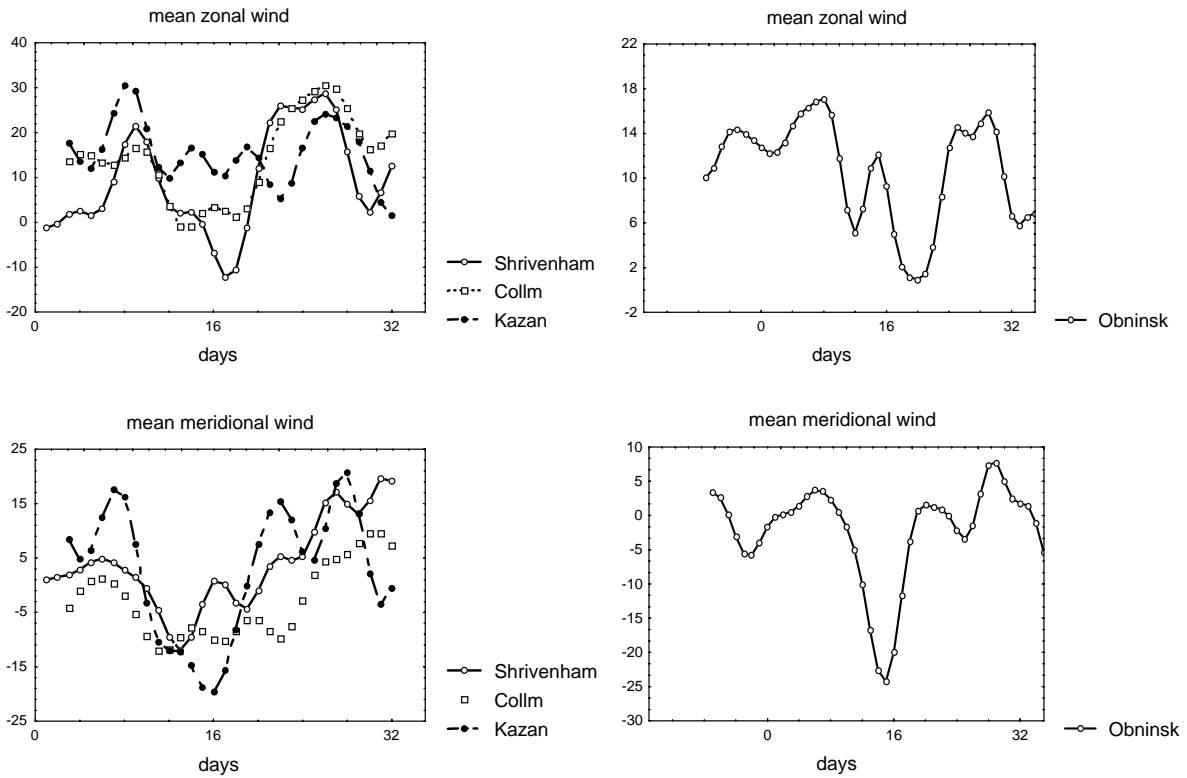 mean zonal wind
40
30
20
10
0
-10
-20
0 16 32
days
Shrivenham
Collm
Kazan
mean zonal wind
22
18
14
10
6
2
-2
0 16 32
days
Obninsk
mean meridional wind
25
15
5
-5
-15
-25
0 16 32
days
Shrivenham
Collm
Kazan
mean meridional wind
10
5
0
-5
-10
-15
-20
-25
-30
0 16 32
days
Obninsk